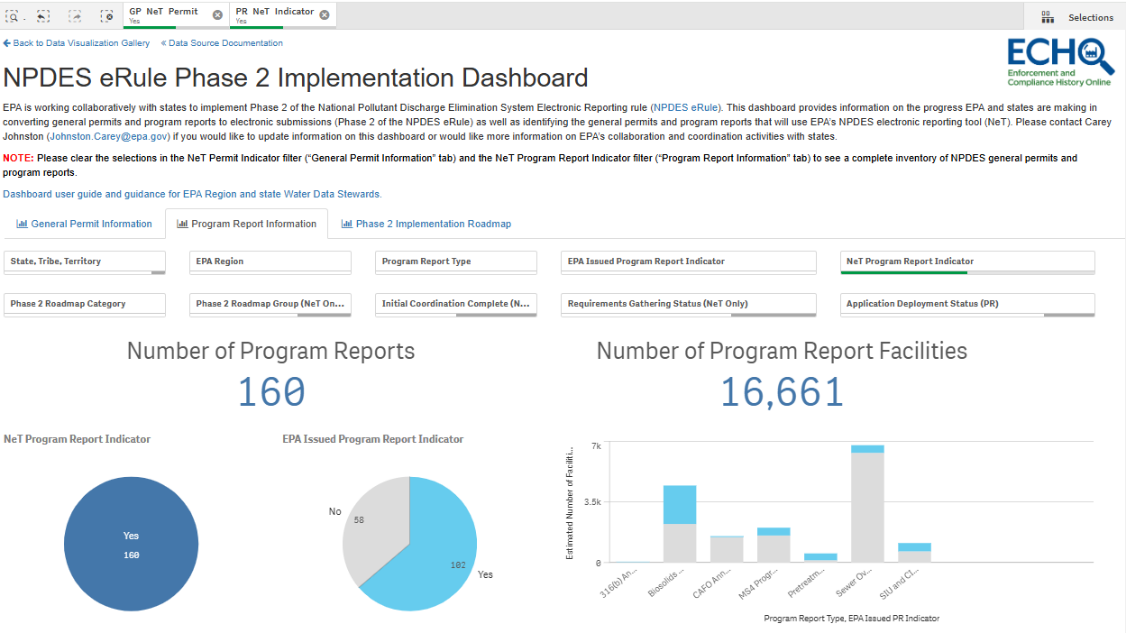 GP NeT Permit
Yes
PR NeT Indicator
Yes
Selections
Back to Data Visualization Gallery « Data Source Documentation
ECHO
Enforcement and
Compliance History Online
NPDES eRule Phase 2 Implementation Dashboard
EPA is working collaboratively with states to implement Phase 2 of the National Pollutant Discharge Elimination System Electronic Reporting rule (NPDES eRule). This dashboard provides information on the progress EPA and states are making in
converting general permits and program reports to electronic submissions (Phase 2 of the NPDES eRule) as well as identifying the general permits and program reports that will use EPA's NPDES electronic reporting tool (NeT). Please contact Carey
Johnston (Johnston.Carey@epa.gov) if you would like to update information on this dashboard or would like more information on EPA's collaboration and coordination activities with states.
NOTE: Please clear the selections in the NeT Permit Indicator filter ("General Permit Information" tab) and the NeT Program Report Indicator filter ("Program Report Information" tab) to see a complete inventory of NPDES general permits and
program reports.
Dashboard user guide and guidance for EPA Region and state Water Data Stewards.
General Permit Information Program Report Information Phase 2 Implementation Roadmap
State, Tribe, Territory EPA Region Program Report Type EPA Issued Program Report Indicator NeT Program Report Indicator
Phase 2 Roadmap Category Phase 2 Roadmap Group (NeT On... Initial Coordination Complete (N... Requirements Gathering Status (NeT Only) Application Deployment Status (PR)
Number of Program Reports
160
Number of Program Report Facilities
16,661
NeT Program Report Indicator
Yes
160
EPA Issued Program Report Indicator
No
58
102
Yes
Estimated Number of Faciliti...
7k
3.5k
0
316(b) An...
Biosolids ...
CAFO Ann...
MS4 Progr...
Pretreatm...
Sewer Ov...
SIU and CI...
Program Report Type, EPA Issued PR Indicator